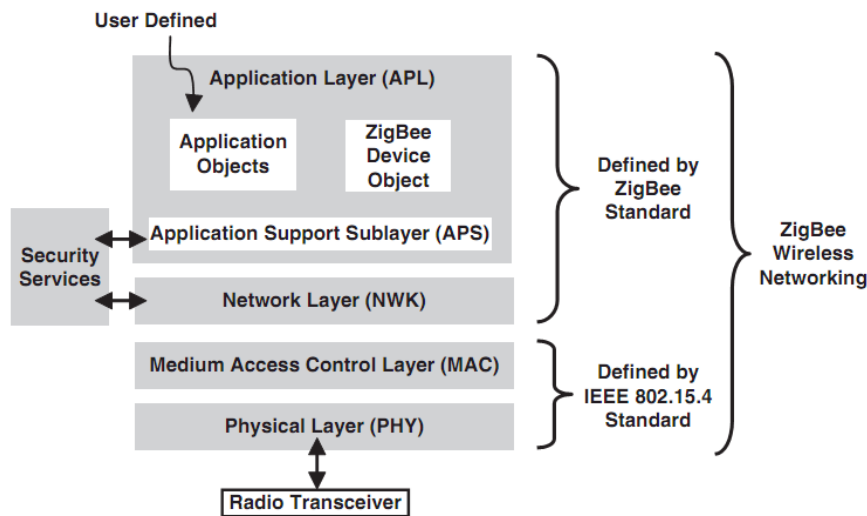 User Defined
Application Layer (APL)
Application
Objects
ZigBee
Device
Object
Application Support Sublayer (APS)
Security
Services
Network Layer (NWK)
Medium Access Control Layer (MAC)
Physical Layer (PHY)
Radio Transceiver
Defined by
ZigBee
Standard
Defined by
IEEE 802.15.4
Standard
ZigBee
Wireless
Networking